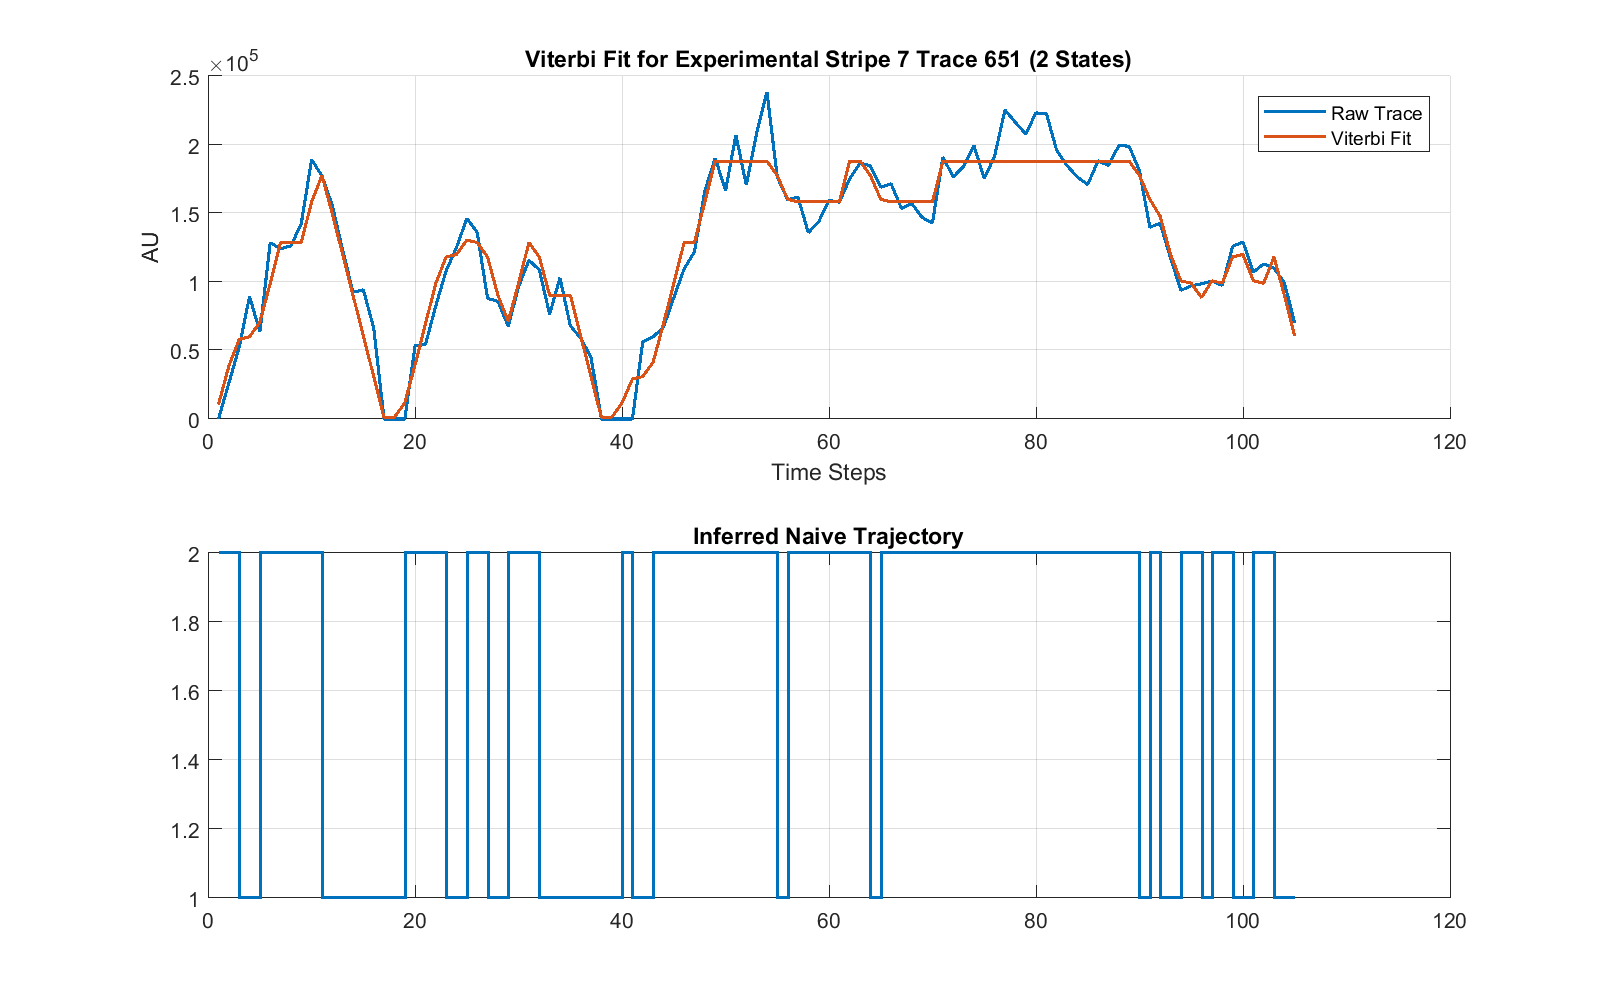 Viterbi Fit for Experimental Stripe 7 Trace 651 (2 States)
×10^5
2.5
2
1.5
1
0.5
0
AU
Raw Trace
Viterbi Fit
0 20 40 60 80 100 120
Time Steps
Inferred Naive Trajectory
2
1.8
1.6
1.4
1.2
1
0 20 40 60 80 100 120